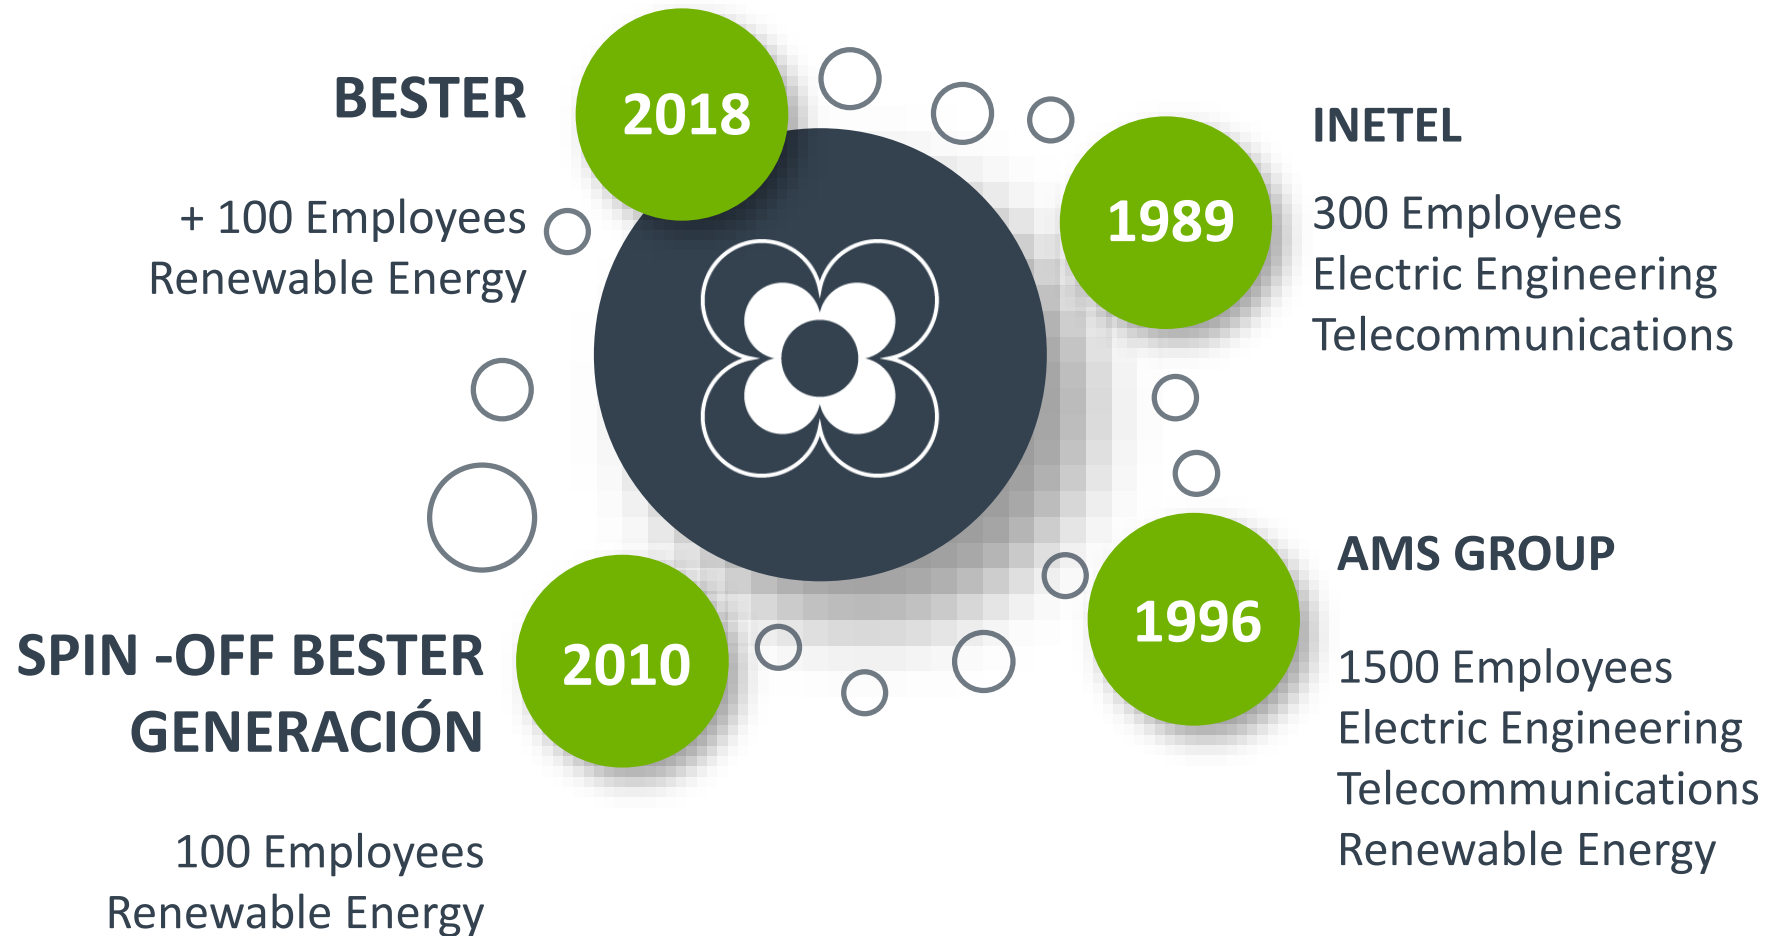 BESTER
2018
+ 100 Employees
Renewable Energy
INETEL
1989
300 Employees
Electric Engineering
Telecommunications
AMS GROUP
1996
1500 Employees
Electric Engineering
Telecommunications
Renewable Energy
SPIN -OFF BESTER
GENERACIÓN
2010
100 Employees
Renewable Energy